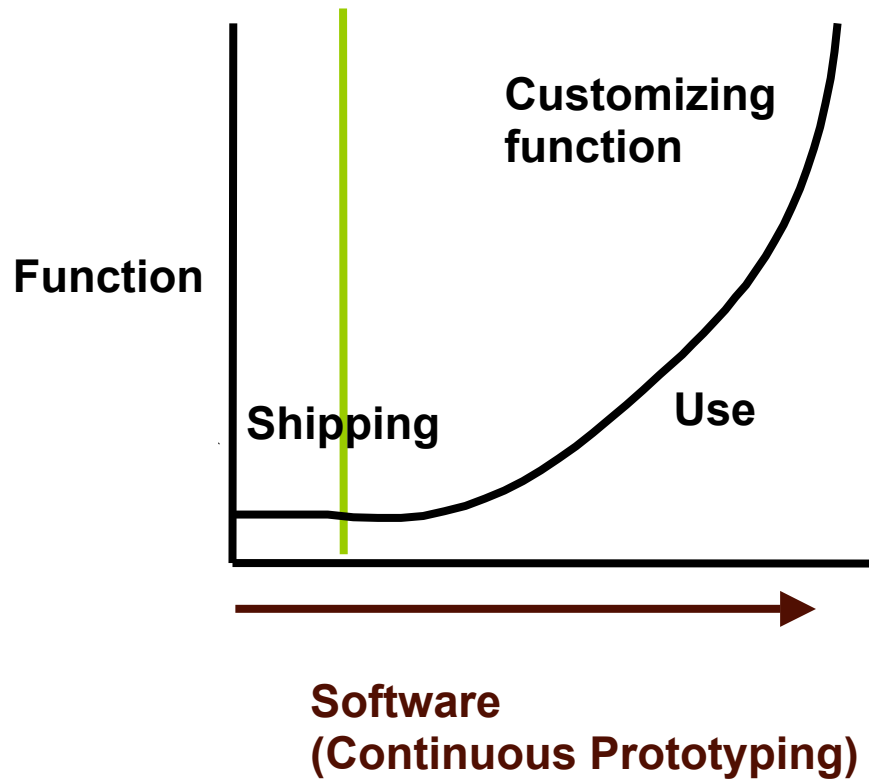 Customizing
function
Function
Shipping
Use
Software
(Continuous Prototyping)